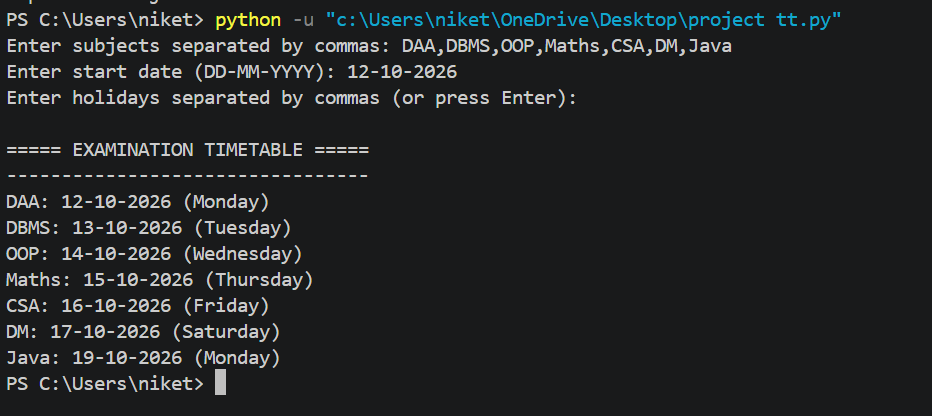 PS C:\Users\niket> python -u "c:\Users\niket\OneDrive\Desktop\project tt.py"
Enter subjects separated by commas: DAA,DBMS,OOP,Maths,CSA,DM,Java
Enter start date (DD-MM-YYYY): 12-10-2026
Enter holidays separated by commas (or press Enter):

===== EXAMINATION TIMETABLE =====
---------------------------------
DAA: 12-10-2026 (Monday)
DBMS: 13-10-2026 (Tuesday)
OOP: 14-10-2026 (Wednesday)
Maths: 15-10-2026 (Thursday)
CSA: 16-10-2026 (Friday)
DM: 17-10-2026 (Saturday)
Java: 19-10-2026 (Monday)
PS C:\Users\niket>